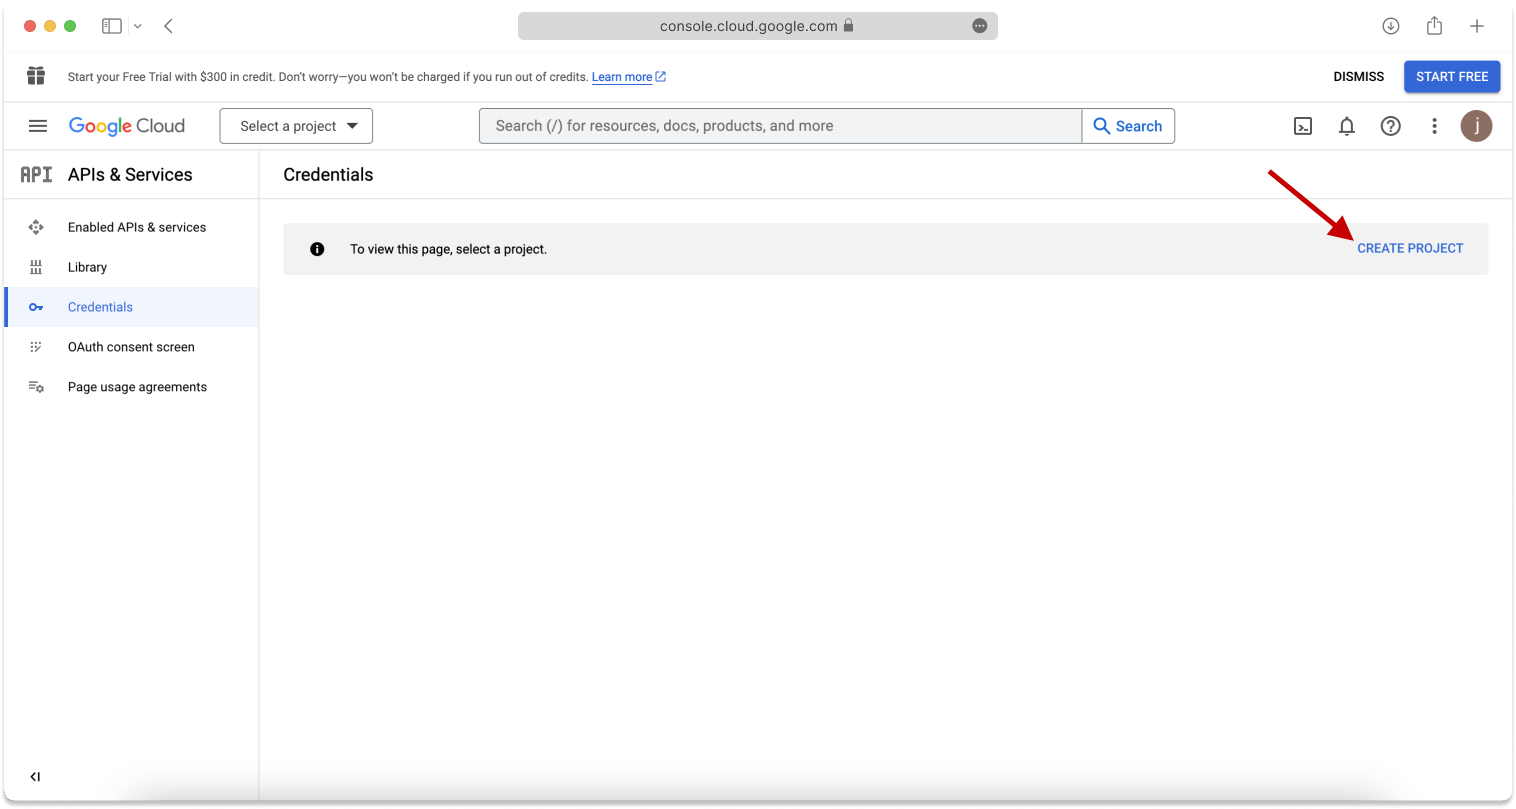 console.cloud.google.com
Start your Free Trial with $300 in credit. Don't worry—you won't be charged if you run out of credits. Learn more
DISMISS
START FREE
Google Cloud
Select a project
Search (/) for resources, docs, products, and more
Search
j
API APIs & Services
Credentials
Enabled APIs & services
Library
Credentials
OAuth consent screen
Page usage agreements
To view this page, select a project.
CREATE PROJECT